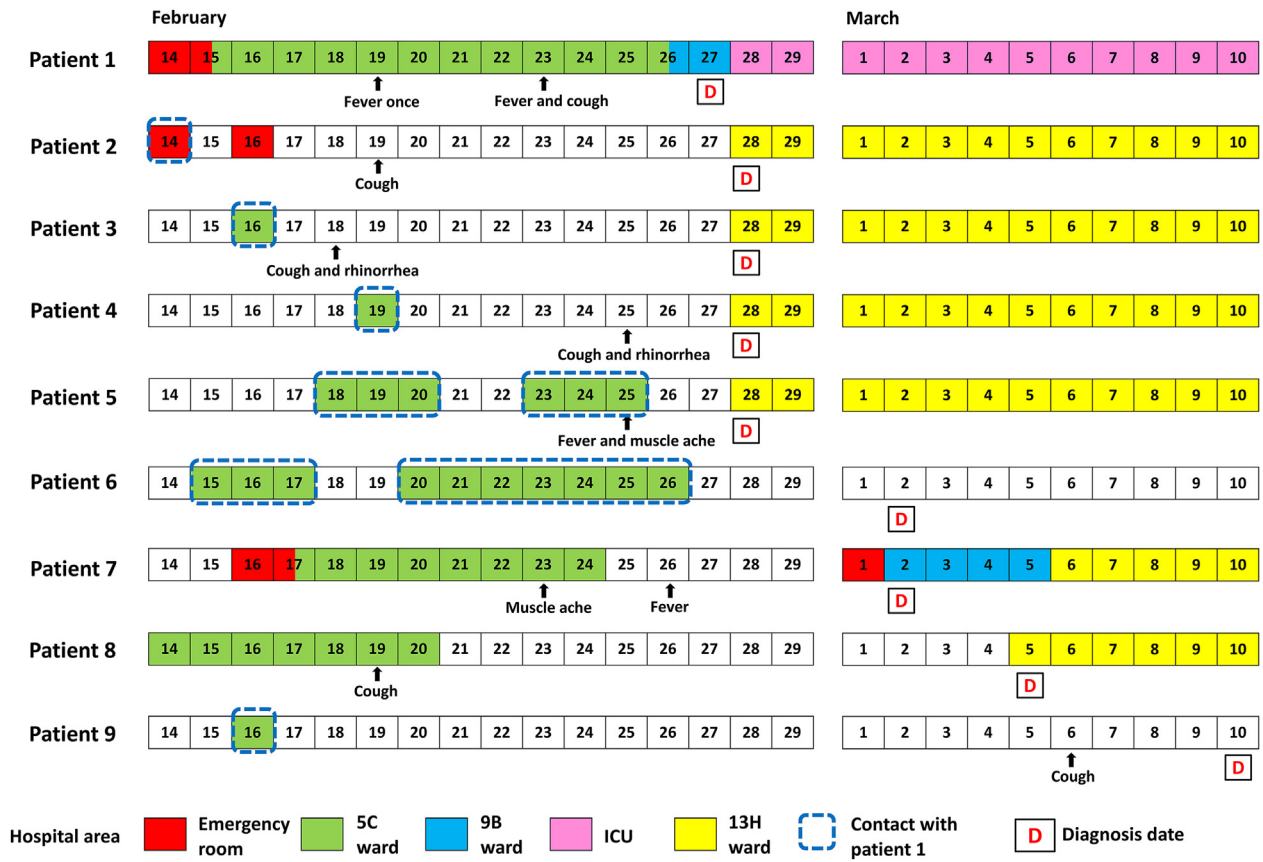 February March
Patient 1 14 15 16 17 18 19 20 21 22 23 24 25 26 27 28 29 1 2 3 4 5 6 7 8 9 10
D
Fever once Fever and cough
Patient 2 14 15 16 17 18 19 20 21 22 23 24 25 26 27 28 29 1 2 3 4 5 6 7 8 9 10
D
Cough
Patient 3 14 15 16 17 18 19 20 21 22 23 24 25 26 27 28 29 1 2 3 4 5 6 7 8 9 10
D
Cough and rhinorrhea
Patient 4 14 15 16 17 18 19 20 21 22 23 24 25 26 27 28 29 1 2 3 4 5 6 7 8 9 10
D
Cough and rhinorrhea
Patient 5 14 15 16 17 18 19 20 21 22 23 24 25 26 27 28 29 1 2 3 4 5 6 7 8 9 10
D
Fever and muscle ache
Patient 6 14 15 16 17 18 19 20 21 22 23 24 25 26 27 28 29 1 2 3 4 5 6 7 8 9 10
D
Patient 7 14 15 16 17 18 19 20 21 22 23 24 25 26 27 28 29 1 2 3 4 5 6 7 8 9 10
D
Muscle ache Fever
Patient 8 14 15 16 17 18 19 20 21 22 23 24 25 26 27 28 29 1 2 3 4 5 6 7 8 9 10
D
Cough
Patient 9 14 15 16 17 18 19 20 21 22 23 24 25 26 27 28 29 1 2 3 4 5 6 7 8 9 10
D
Cough
Hospital area
Emergency
room
5C
ward
9B
ward
ICU
13H
ward
Contact with
patient 1
D Diagnosis date